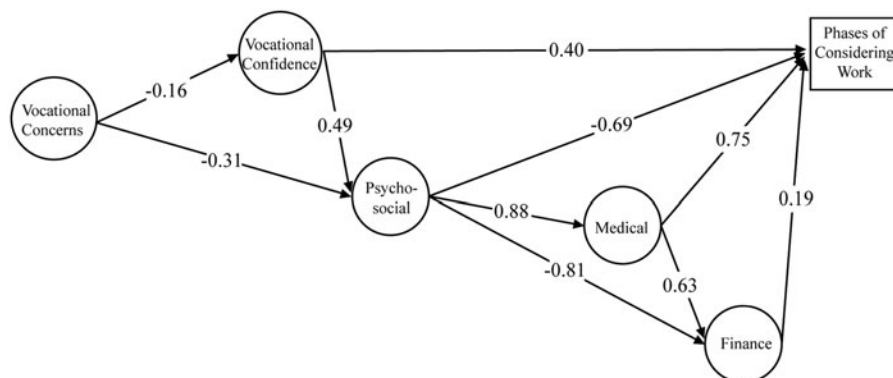 Phases of
Considering
Work
Vocational
Confidence
0.40
Vocational
Concerns
-0.16
0.49
-0.69
0.75
-0.31
Psycho-
social
0.19
0.88
Medical
-0.81
0.63
Finance